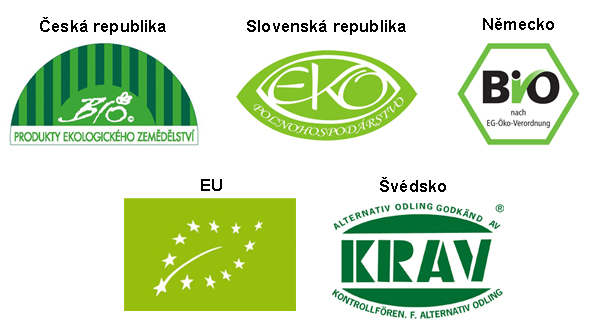 Česká republika
Slovenská republika
Německo
BIO
PRODUKTY EKOLOGICKÉHO ZEMĚDĚLSTVÍ
EKO
POĽNOHOSPODÁRSTVO
Bio
nach
EG-Öko-Verordnung
EU
Švédsko
ALTERNATIV ODLING GODKÄND AV
®
KRAV
KONTROLLFÖREN. F. ALTERNATIV ODLING